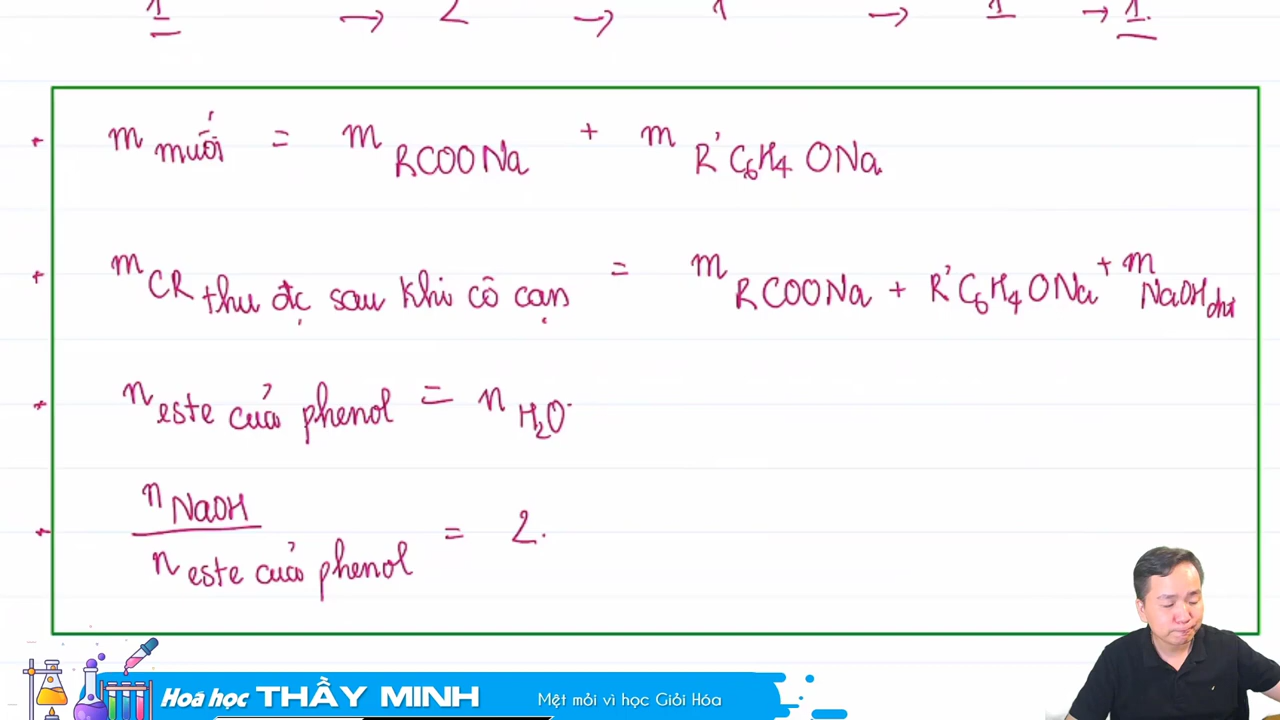 1 → 2 → 1 → 1 → 1.
+ m muối = m RCOONa + m R'C6H4ONa.
+ m CR thu đc sau khi cô cạn = m RCOONa + R'C6H4ONa + m NaOH dư
+ n este của phenol = n H2O.
+ n NaOH
n este của phenol = 2.
Hoá học THẦY MINH Mệt mỏi vì học Giỏi Hóa